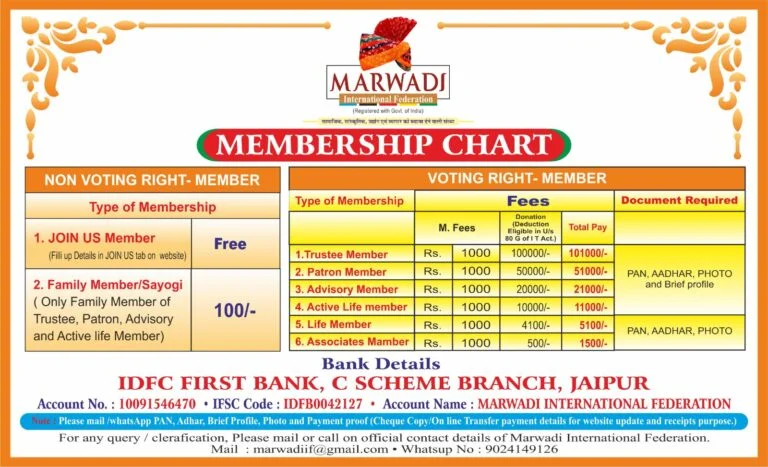 MARWADI
International Federation
(Registered with Govt. of India)
सामाजिक, सांस्कृतिक, उद्योग एवं व्यापार को बढ़ावा देने वाली संस्था
MEMBERSHIP CHART
NON VOTING RIGHT- MEMBER
Type of Membership
1. JOIN US Member
(Filli up Details in JOIN US tab on website)
Free
2. Family Member/Sayogi
( Only Family Member of
Trustee, Patron, Advisory
and Active life Member)
100/-
VOTING RIGHT- MEMBER
Type of Membership Fees Document Required
M. Fees Donation (Deduction Eligible in U/s 80 G of I T Act.) Total Pay
1.Trustee Member Rs. 1000 100000/- 101000/-
2. Patron Member Rs. 1000 50000/- 51000/-
3. Advisory Member Rs. 1000 20000/- 21000/-
4. Active Life member Rs. 1000 10000/- 11000/-
PAN, AADHAR, PHOTO
and Brief profile
5. Life Member Rs. 1000 4100/- 5100/-
6. Associates Mamber Rs. 1000 500/- 1500/-
PAN, AADHAR, PHOTO
Bank Details
IDFC FIRST BANK, C SCHEME BRANCH, JAIPUR
Account No. : 10091546470 • IFSC Code : IDFB0042127 • Account Name : MARWADI INTERNATIONAL FEDERATION
Note : Please mail /whatsApp PAN, Adhar, Brief Profile, Photo and Payment proof (Cheque Copy/On line Transfer payment details for website update and receipts purpose.)
For any query / clerafication, Please mail or call on official contact details of Marwadi International Federation.
Mail : marwadiif@gmail.com • Whatsup No : 9024149126